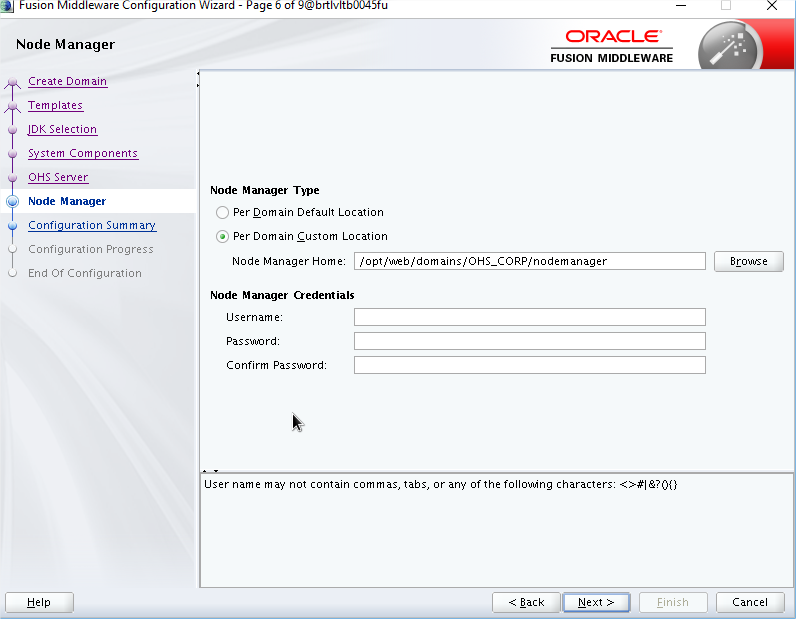 Fusion Middleware Configuration Wizard - Page 6 of 9@brtlvltb0045fu
Node Manager
ORACLE
FUSION MIDDLEWARE
Create Domain
Templates
JDK Selection
System Components
OHS Server
Node Manager
Configuration Summary
Configuration Progress
End Of Configuration
Node Manager Type
Per Domain Default Location
Per Domain Custom Location
Node Manager Home: /opt/web/domains/OHS_CORP/nodemanager Browse
Node Manager Credentials
Username:
Password:
Confirm Password:
User name may not contain commas, tabs, or any of the following characters: <>#|&?(){}
Help < Back Next > Finish Cancel